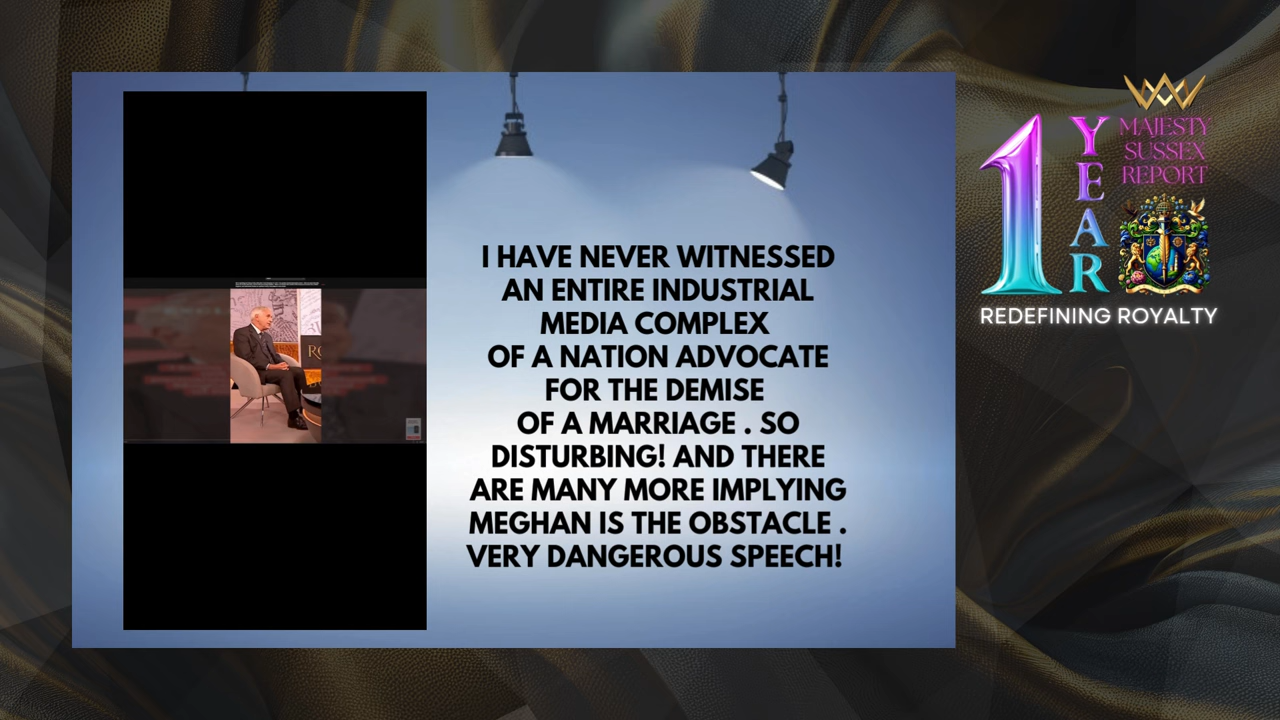 I HAVE NEVER WITNESSED
AN ENTIRE INDUSTRIAL
MEDIA COMPLEX
OF A NATION ADVOCATE
FOR THE DEMISE
OF A MARRIAGE . SO
DISTURBING! AND THERE
ARE MANY MORE IMPLYING
MEGHAN IS THE OBSTACLE .
VERY DANGEROUS SPEECH!
1 YEAR
MAJESTY
SUSSEX
REPORT
REDEFINING ROYALTY